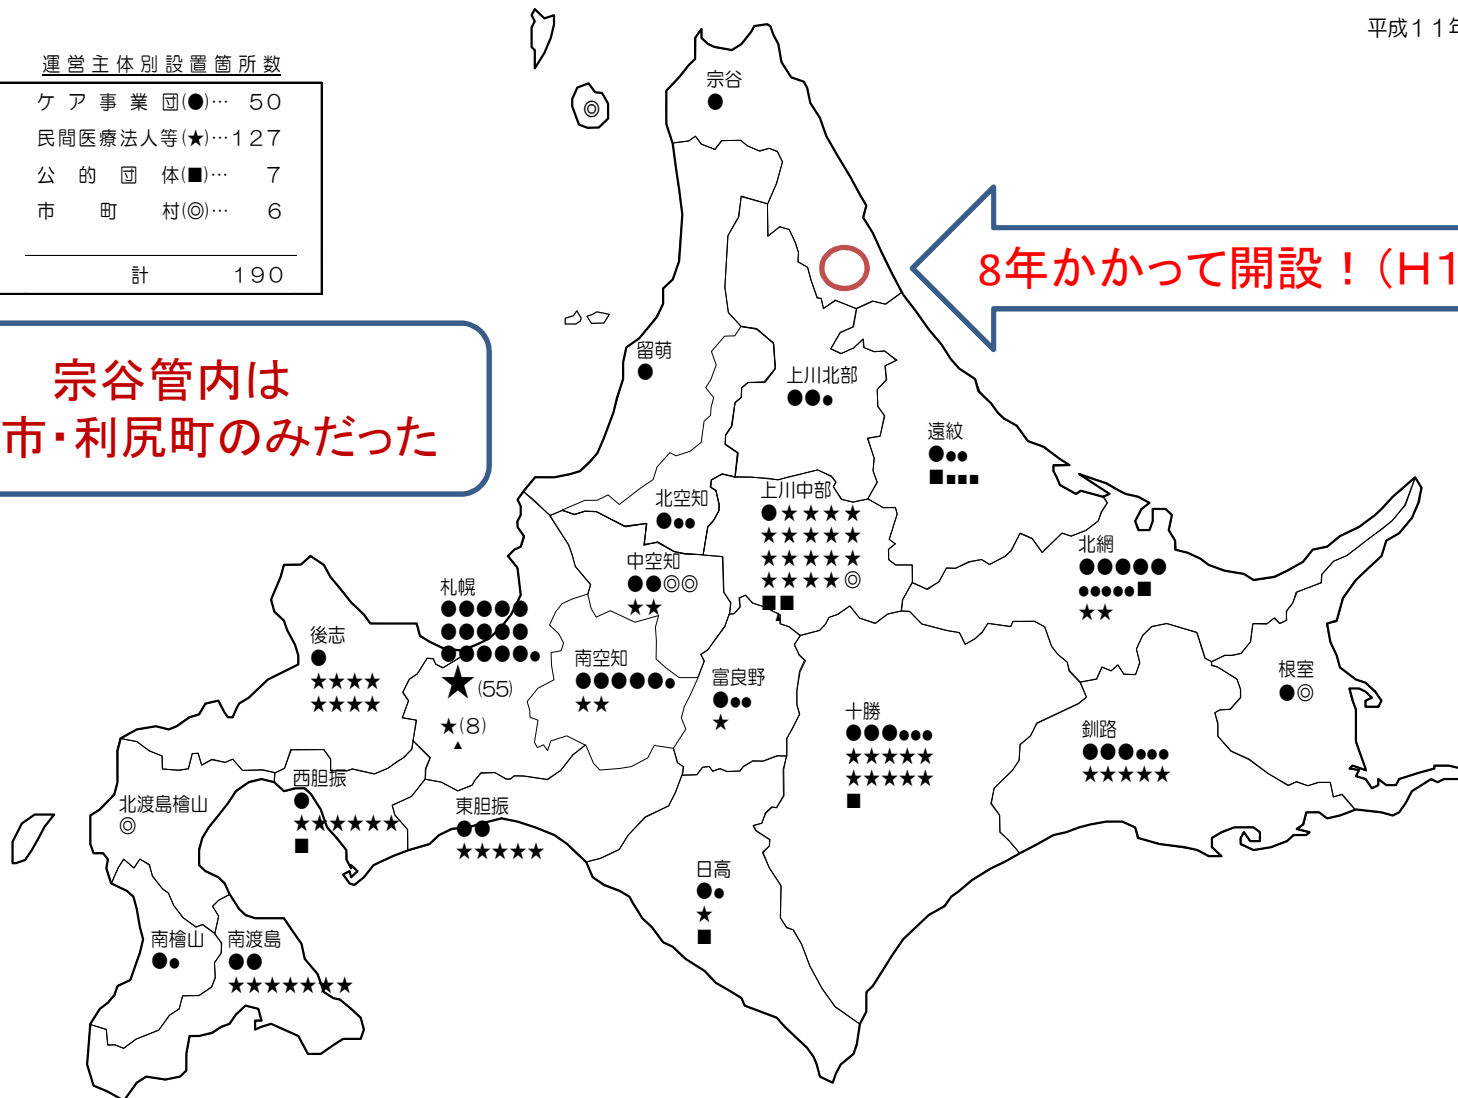 平成１１年
運営主体別設置箇所数
ケア事業団(●)… ５０
民間医療法人等(★)…１２７
公的団体(■)… ７
市町村(◎)… ６
計 １９０
8年かかって開設！（Ｈ１
宗谷管内は
市・利尻町のみだった
宗谷
●
◎
留萌
●
上川北部
●●●
遠紋
●●●
■■■■
北空知
●●●
上川中部
●★★★★
★★★★★
★★★★★
★★★★◎
■■
▲
中空知
●●◎◎
★★
北網
●●●●●
●●●●●■
★★
札幌
●●●●●
●●●●●
●●●●●●
★(55)
★(8)
▲
後志
●
★★★★
★★★★
南空知
●●●●●●
★★
富良野
●●●
★
根室
●◎
十勝
●●●●●●
★★★★★
★★★★★
■
釧路
●●●●●●
★★★★★
西胆振
●
★★★★★★
■
北渡島檜山
◎
東胆振
●●
★★★★★
日高
●●
★
■
南檜山
●●
南渡島
●●
★★★★★★★